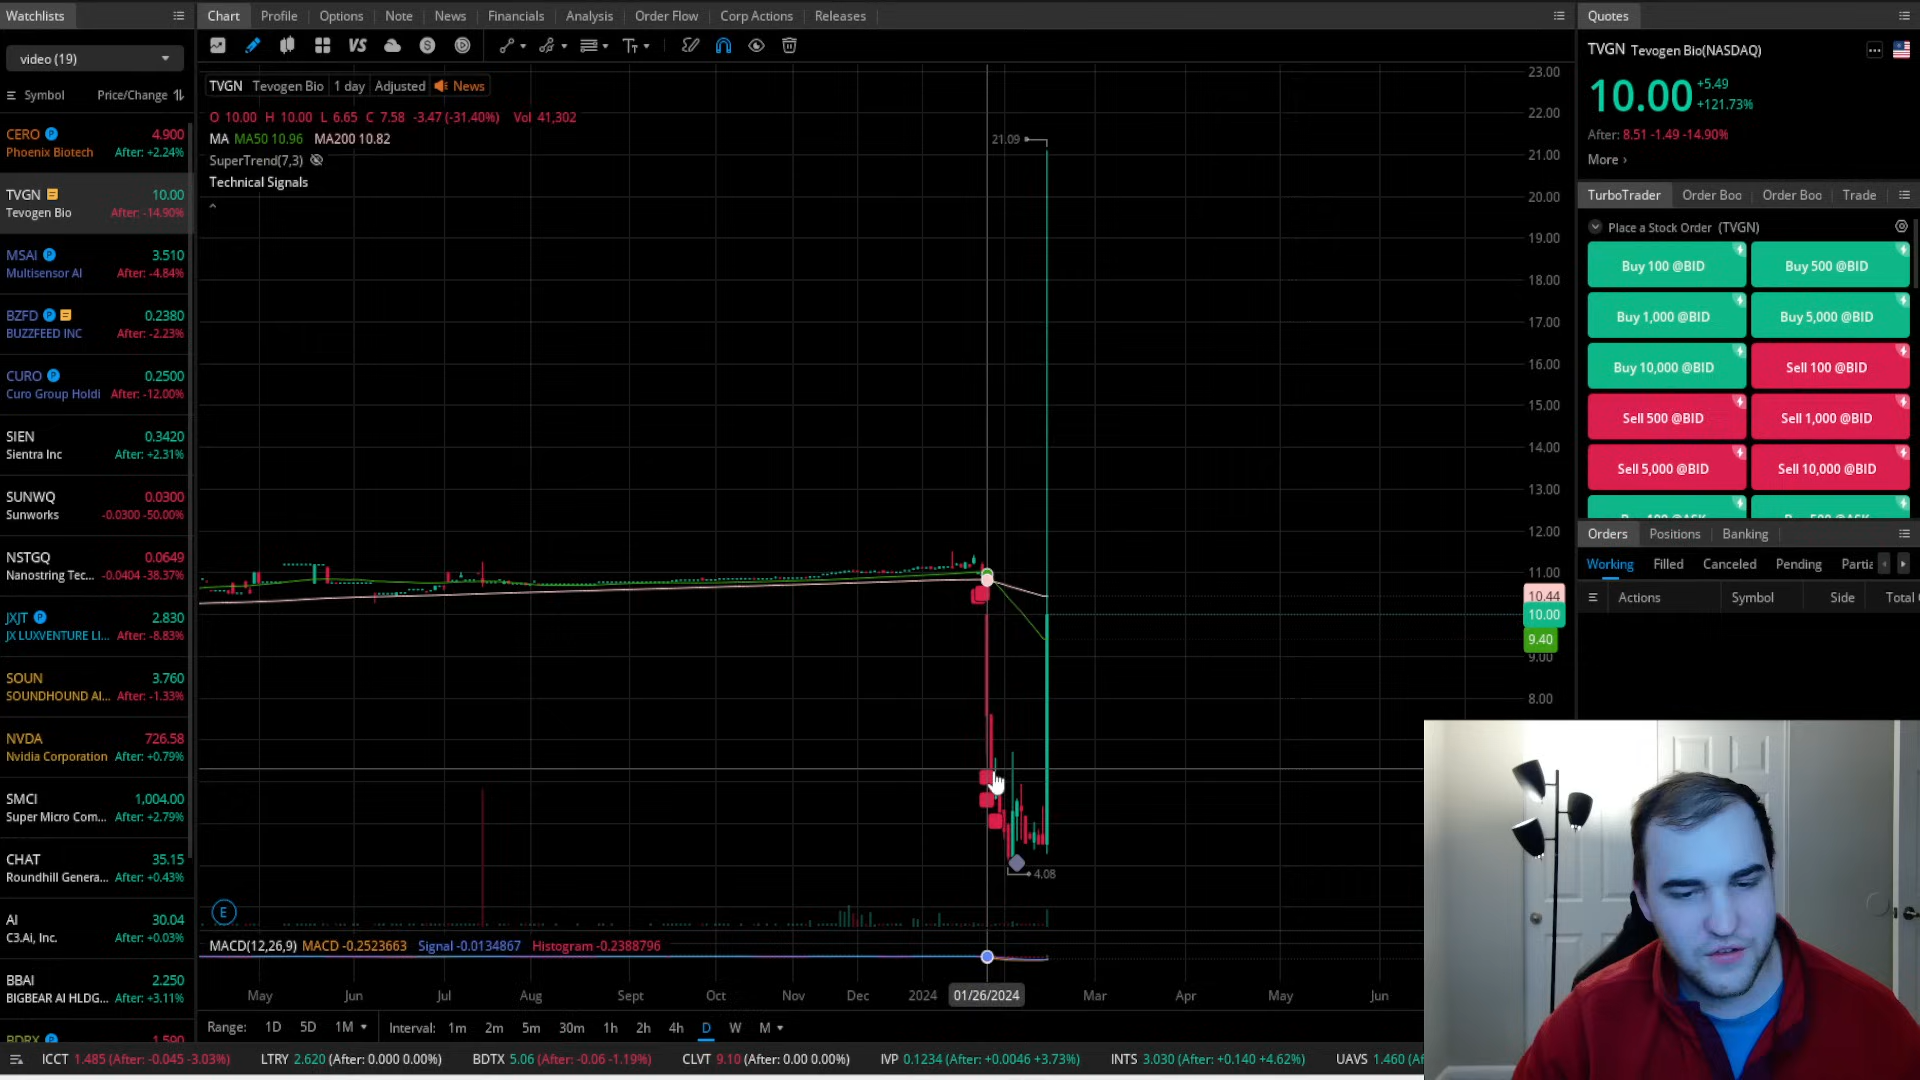 Watchlists
video (19)
Symbol Price/Change
CERO P 4.900
Phoenix Biotech After: +2.24%
TVGN 10.00
Tevogen Bio After: -14.90%
MSAI P 3.510
Multisensor AI After: -4.84%
BZFD P 0.2380
BUZZFEED INC After: -2.23%
CURO P 0.2500
Curo Group Holdi After: -12.00%
SIEN 0.3420
Sientra Inc After: +2.31%
SUNWQ 0.0300
Sunworks -0.0300 -50.00%
NSTGQ 0.0649
Nanostring Tec... -0.0404 -38.37%
JXJT P 2.830
JX LUXVENTURE LI... After: -8.83%
SOUN 3.760
SOUNDHOUND AI... After: -1.33%
NVDA 726.58
Nvidia Corporation After: +0.79%
SMCI 1,004.00
Super Micro Com... After: +2.79%
CHAT 35.15
Roundhill Genera... After: +0.43%
AI 30.04
C3.Ai, Inc. After: +0.03%
BBAI 2.250
BIGBEAR AI HLDG... After: +3.11%
BDRX 1.590
Chart Profile Options Note News Financials Analysis Order Flow Corp Actions Releases
VS S
TVGN Tevogen Bio 1 day Adjusted News
O 10.00 H 10.00 L 6.65 C 7.58 -3.47 (-31.40%) Vol 41,302
MA MA50 10.96 MA200 10.82
SuperTrend(7,3)
Technical Signals
21.09
4.08
E
23.00
22.00
21.00
20.00
19.00
18.00
17.00
16.00
15.00
14.00
13.00
12.00
11.00
10.44
10.00
9.40
9.00
8.00
MACD(12,26,9) MACD -0.2523663 Signal -0.0134867 Histogram -0.2388796
May Jun Jul Aug Sept Oct Nov Dec 2024 01/26/2024 Mar Apr May Jun
Range: 1D 5D 1M Interval: 1m 2m 5m 30m 1h 2h 4h D W M
Quotes
TVGN Tevogen Bio(NASDAQ)
10.00 +5.49
+121.73%
After: 8.51 -1.49 -14.90%
More
TurboTrader Order Boo Order Boo Trade
Place a Stock Order (TVGN)
Buy 100 @BID Buy 500 @BID
Buy 1,000 @BID Buy 5,000 @BID
Buy 10,000 @BID Sell 100 @BID
Sell 500 @BID Sell 1,000 @BID
Sell 5,000 @BID Sell 10,000 @BID
Orders Positions Banking
Working Filled Canceled Pending Partia
Actions Symbol Side Total
ICCT 1.485 (After: -0.045 -3.03%) LTRY 2.620 (After: 0.000 0.00%) BDTX 5.06 (After: -0.06 -1.19%) CLVT 9.10 (After: 0.00 0.00%) IVP 0.1234 (After: +0.0046 +3.73%) INTS 3.030 (After: +0.140 +4.62%) UAVS 1.460 (Af